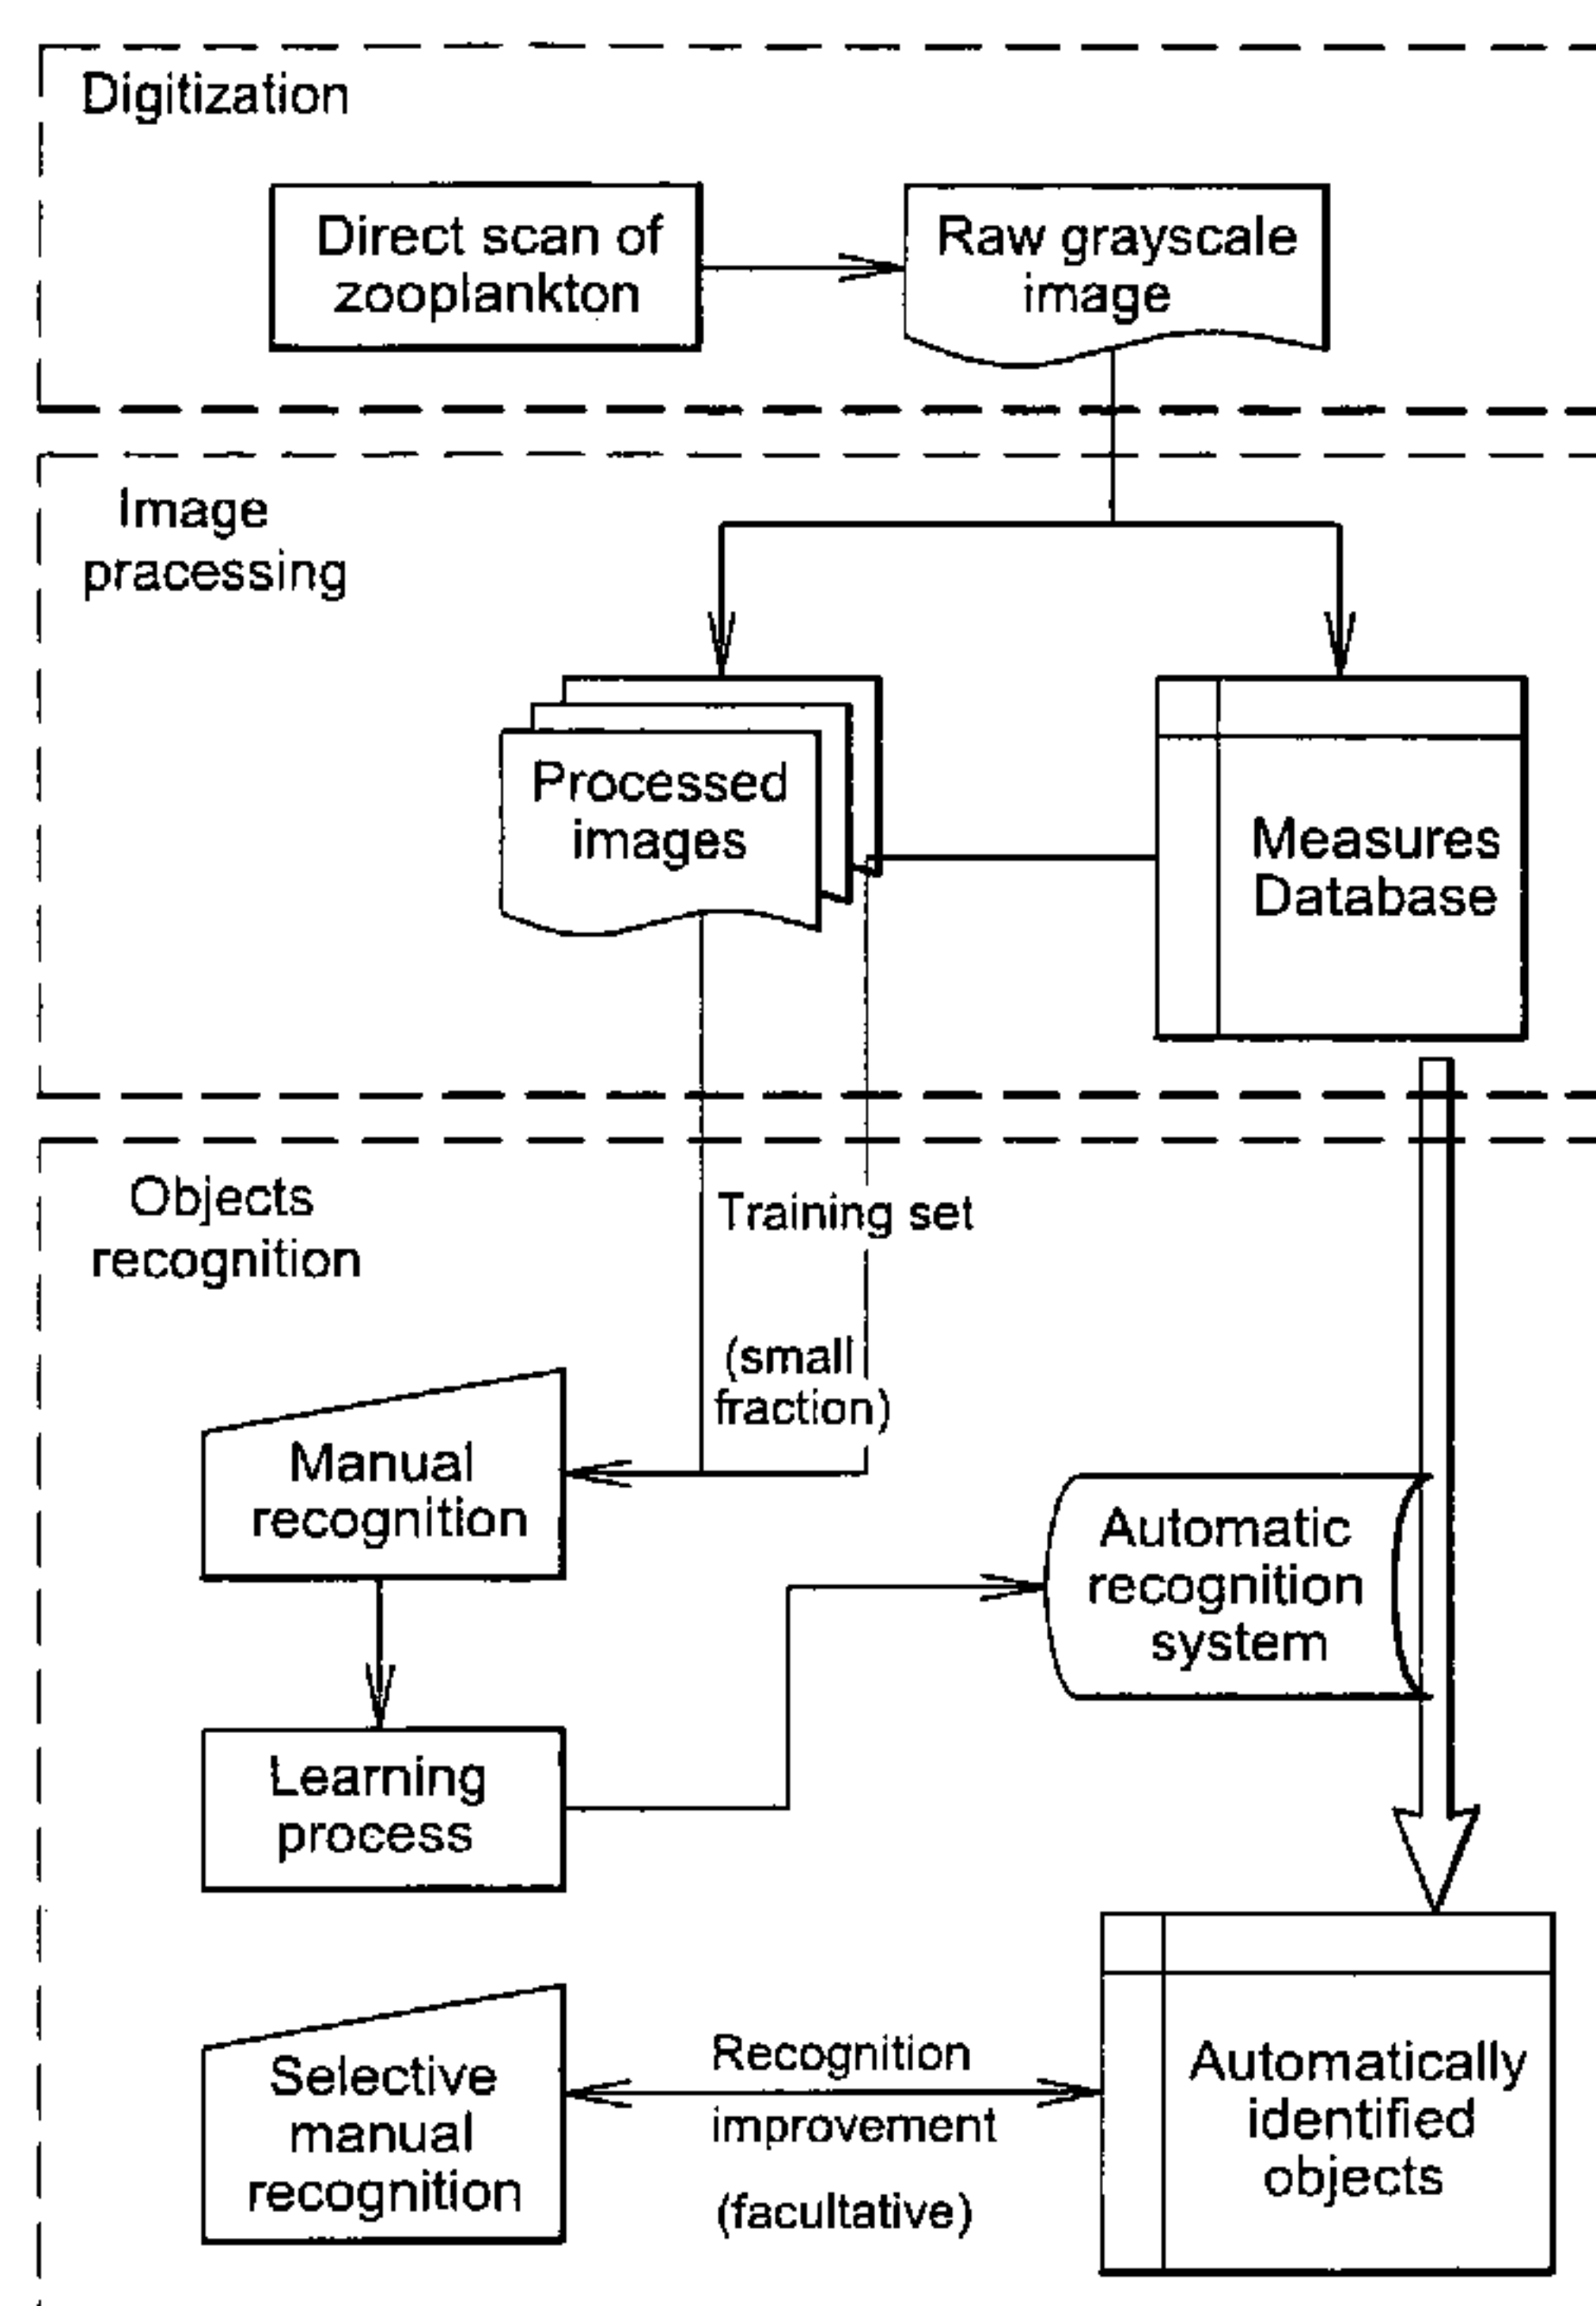 Digitization
Direct scan of
zooplankton
Raw grayscale
image
Image
pracessing
Processed
images
Measures
Database
Objects
recognition
Training set
(small
fraction)
Manual
recognition
Automatic
recognition
system
Learning
process
Selective
manual
recognition
Recognition
improvement
(facultative)
Automatically
identified
objects